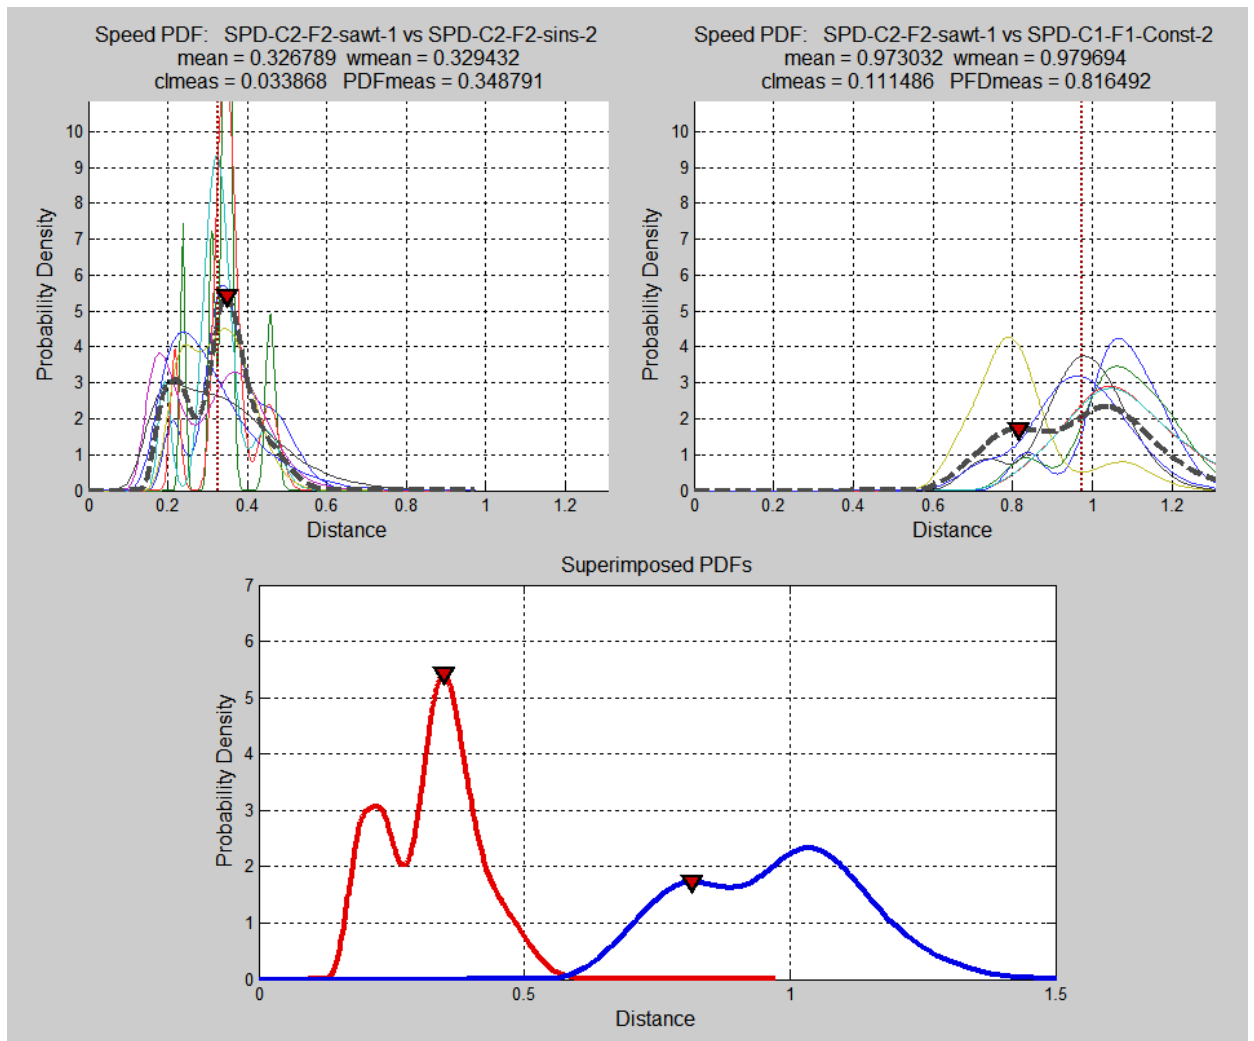 Speed PDF:   SPD-C2-F2-sawt-1 vs SPD-C2-F2-sins-2
mean = 0.326789  wmean = 0.329432
clmeas = 0.033868   PDFmeas = 0.348791
10
9
8
7
6
5
4
3
2
1
0
Probability Density
0 0.2 0.4 0.6 0.8 1 1.2
Distance
Speed PDF:   SPD-C2-F2-sawt-1 vs SPD-C1-F1-Const-2
mean = 0.973032  wmean = 0.979694
clmeas = 0.111486   PFDmeas = 0.816492
10
9
8
7
6
5
4
3
2
1
0
Probability Density
0 0.2 0.4 0.6 0.8 1 1.2
Distance
Superimposed PDFs
7
6
5
4
3
2
1
0
Probability Density
0 0.5 1 1.5
Distance